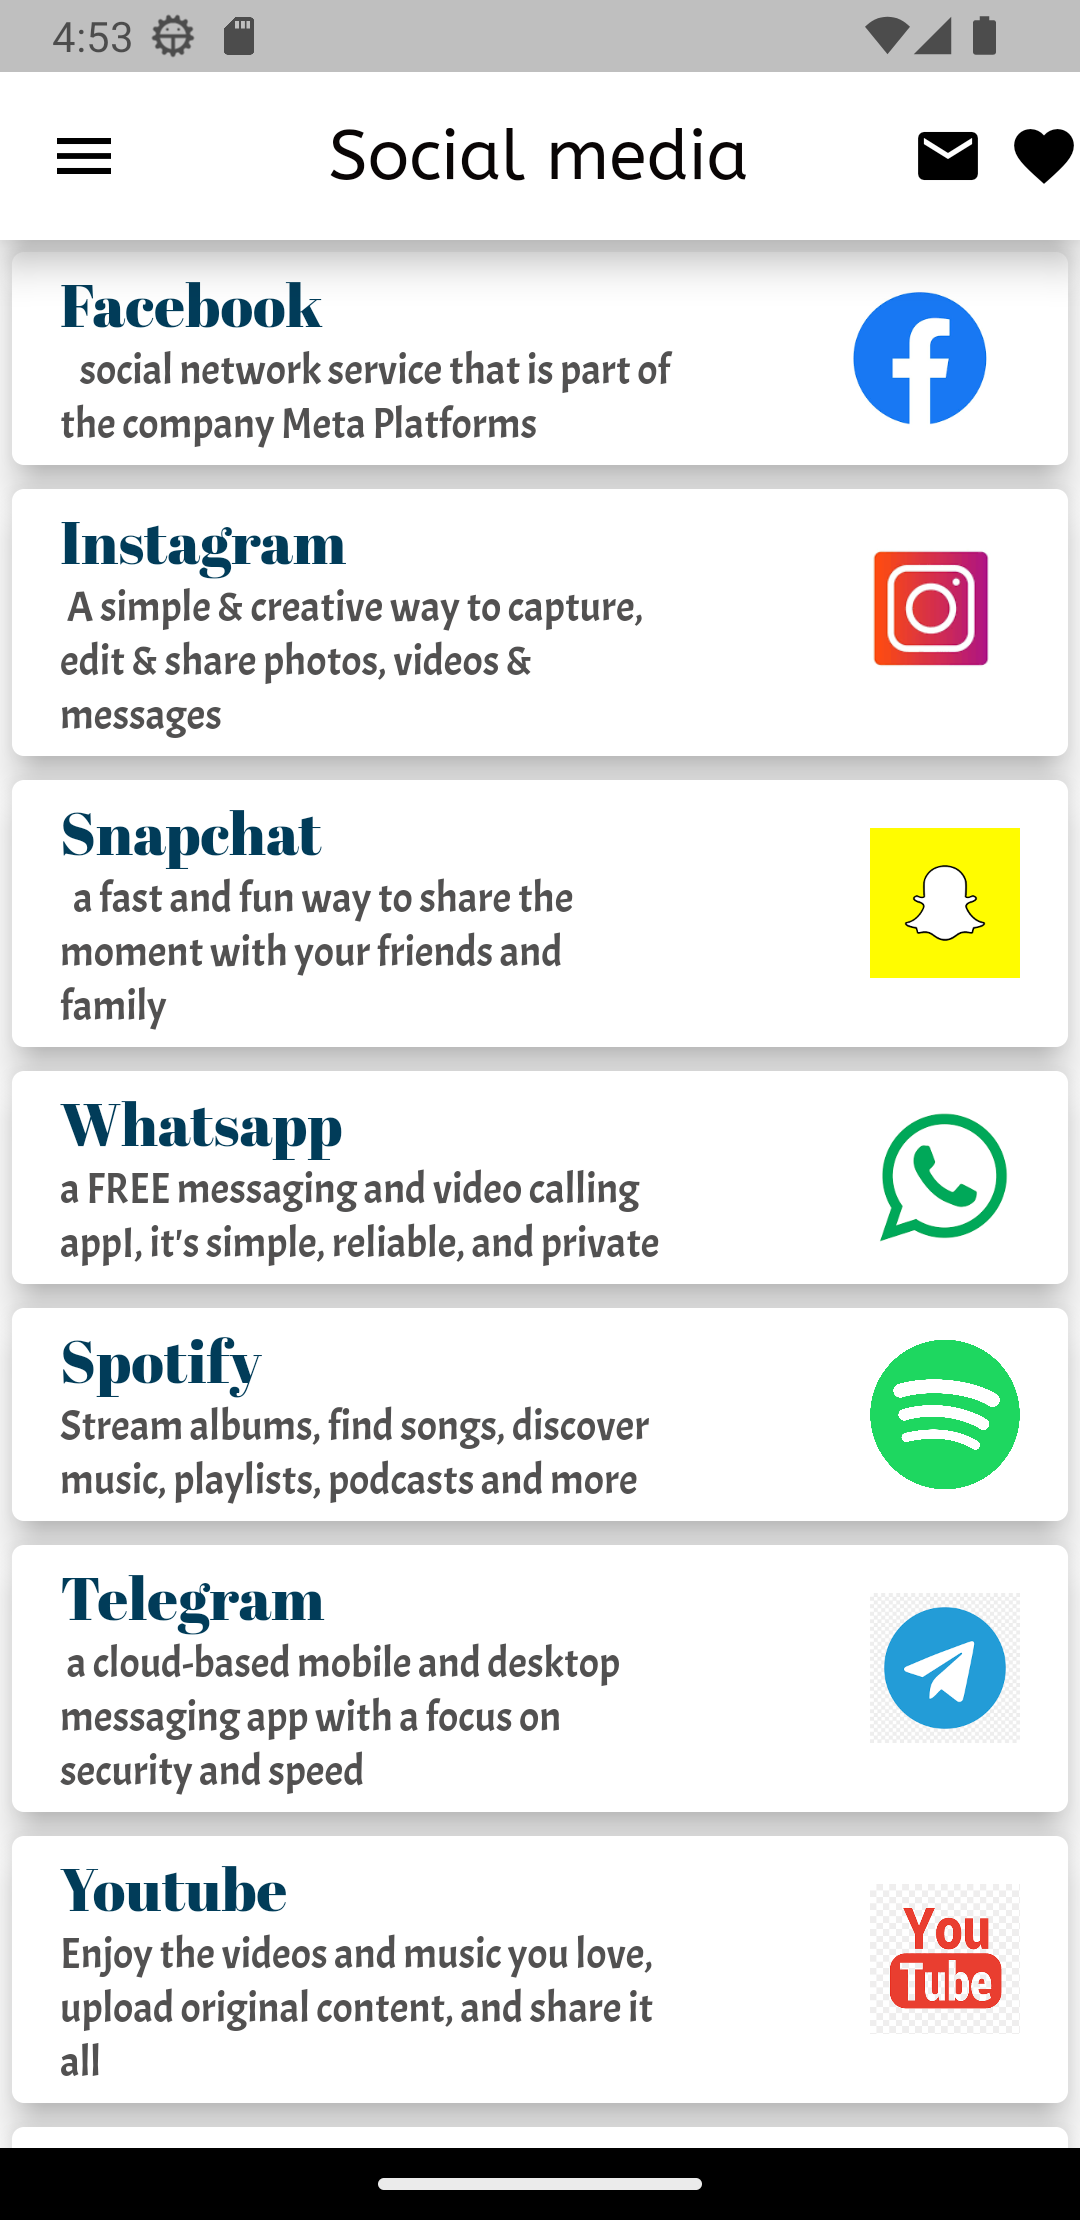 4:53
Social media
Facebook
social network service that is part of
the company Meta Platforms
Instagram
A simple & creative way to capture,
edit & share photos, videos &
messages
Snapchat
a fast and fun way to share the
moment with your friends and
family
Whatsapp
a FREE messaging and video calling
appI, it's simple, reliable, and private
Spotify
Stream albums, find songs, discover
music, playlists, podcasts and more
Telegram
a cloud-based mobile and desktop
messaging app with a focus on
security and speed
Youtube
Enjoy the videos and music you love,
upload original content, and share it
all
You
Tube